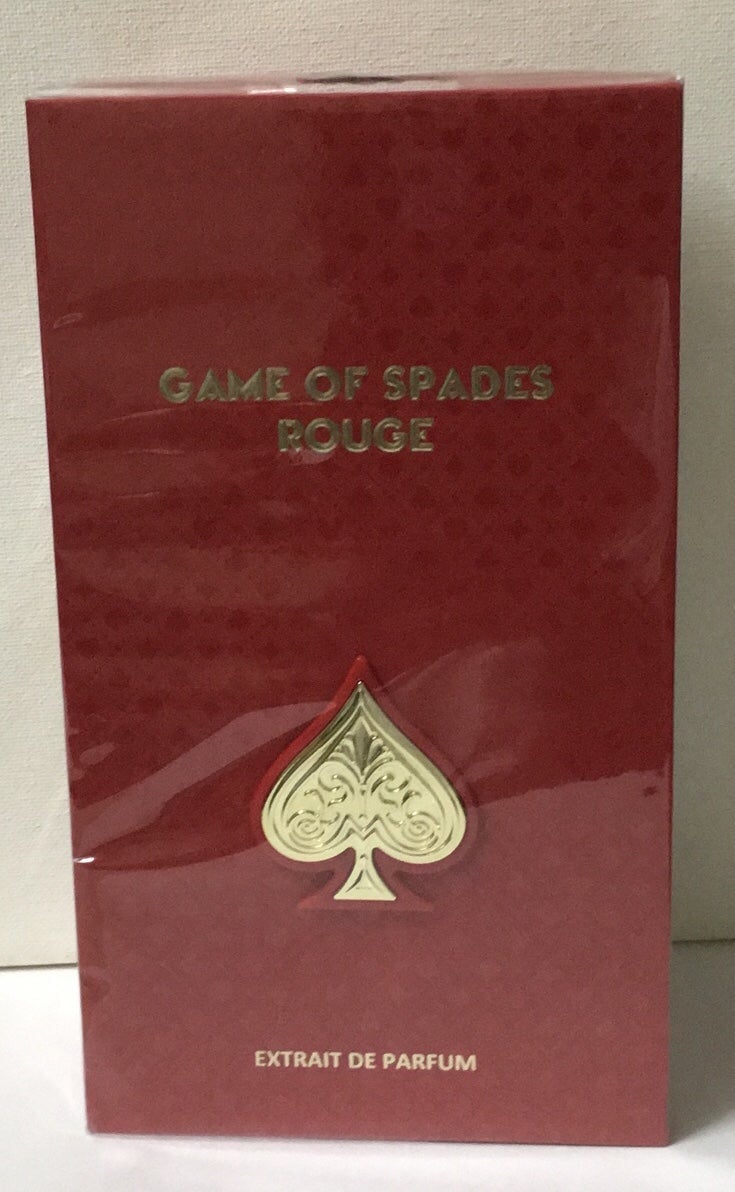 GAME OF SPADES
ROUGE
EXTRAIT DE PARFUM